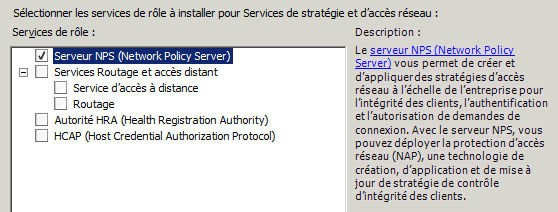 Sélectionner les services de rôle à installer pour Services de stratégie et d'accès réseau :
Services de rôle :
Serveur NPS (Network Policy Server)
Services Routage et accès distant
Service d'accès à distance
Routage
Autorité HRA (Health Registration Authority)
HCAP (Host Credential Authorization Protocol)
Description :
Le serveur NPS (Network Policy
Server) vous permet de créer et
d'appliquer des stratégies d'accès
réseau à l'échelle de l'entreprise pour
l'intégrité des clients, l'authentification
et l'autorisation de demandes de
connexion. Avec le serveur NPS, vous
pouvez déployer la protection d'accès
réseau (NAP), une technologie de
création, d'application et de mise à
jour de stratégie de contrôle
d'intégrité des clients.